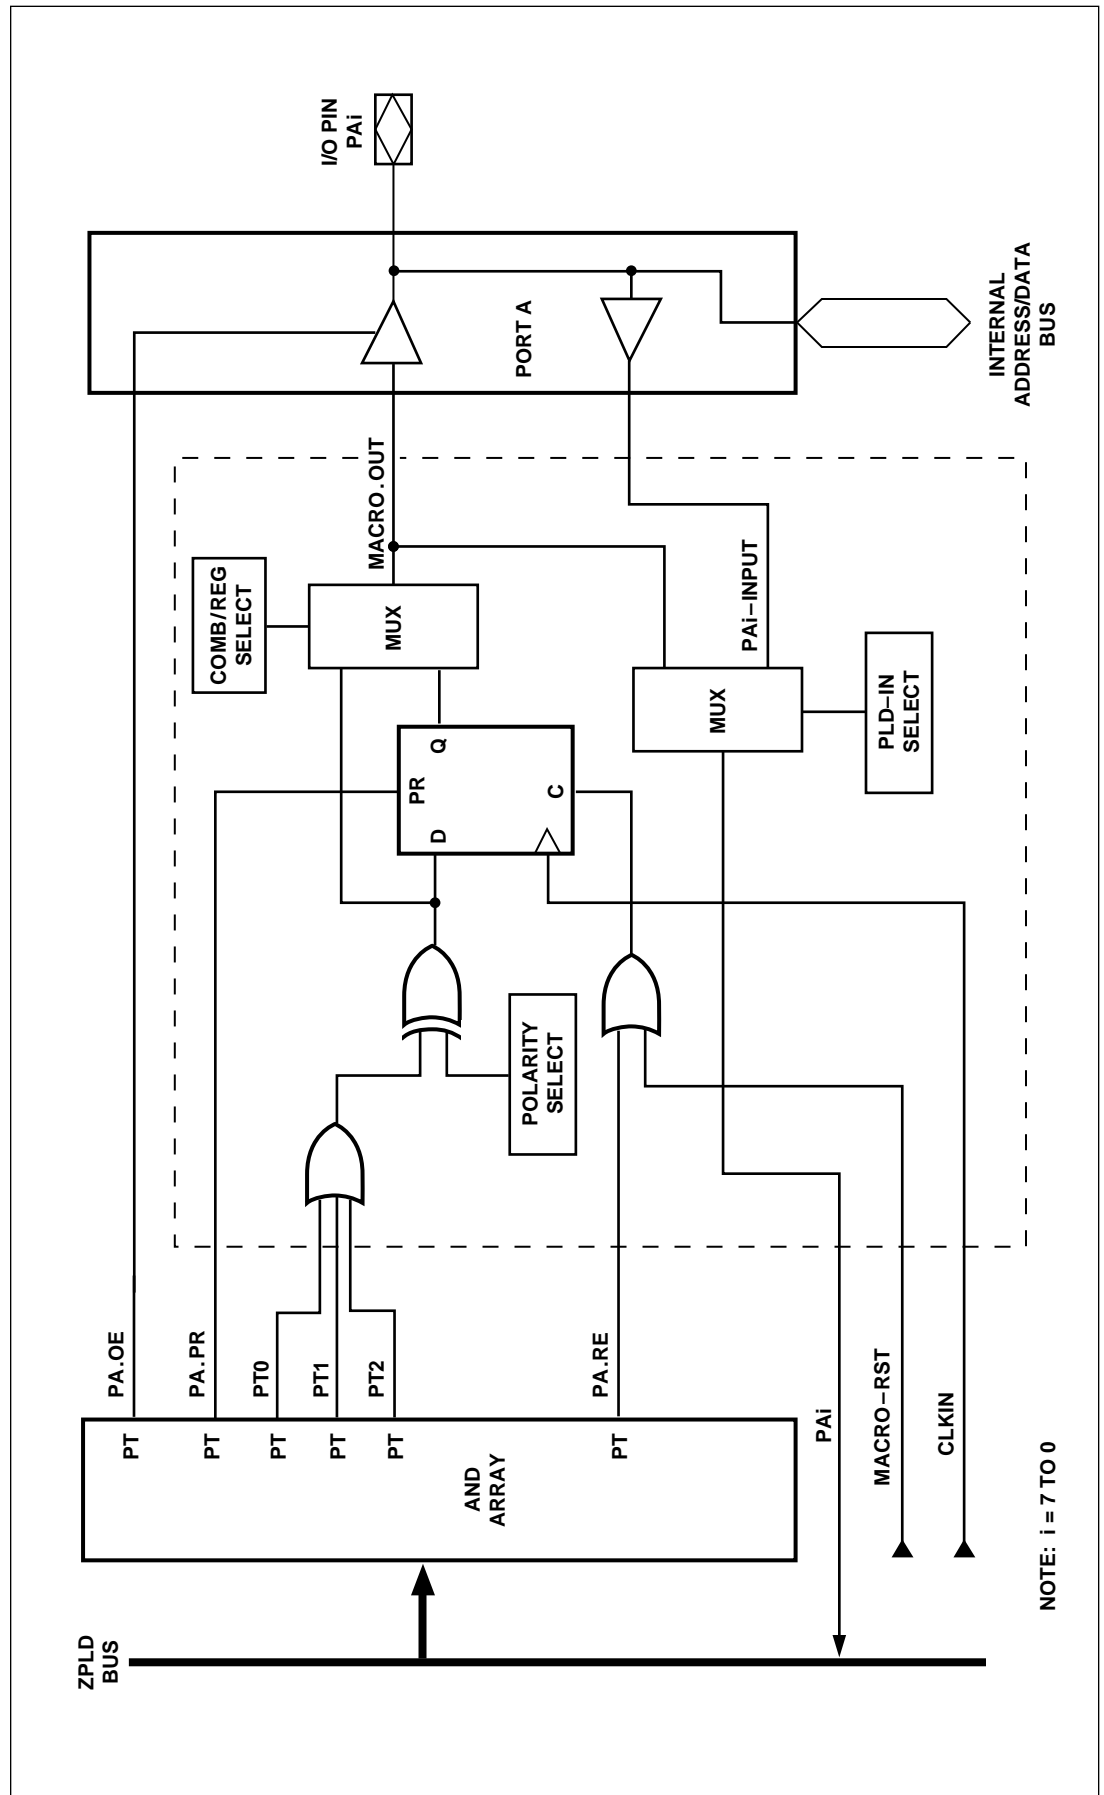 ZPLD
BUS
AND
ARRAY
PT
PT
PT
PT
PT
PT
PA.OE
PA.PR
PT0
PT1
PT2
PA.RE
PAi
MACRO–RST
CLKIN
POLARITY
SELECT
D
PR
Q
C
COMB/REG
SELECT
MUX
MACRO.OUT
MUX
PAi–INPUT
PLD–IN
SELECT
PORT A
I/O PIN
PAi
INTERNAL
ADDRESS/DATA
BUS
NOTE: i = 7 TO 0